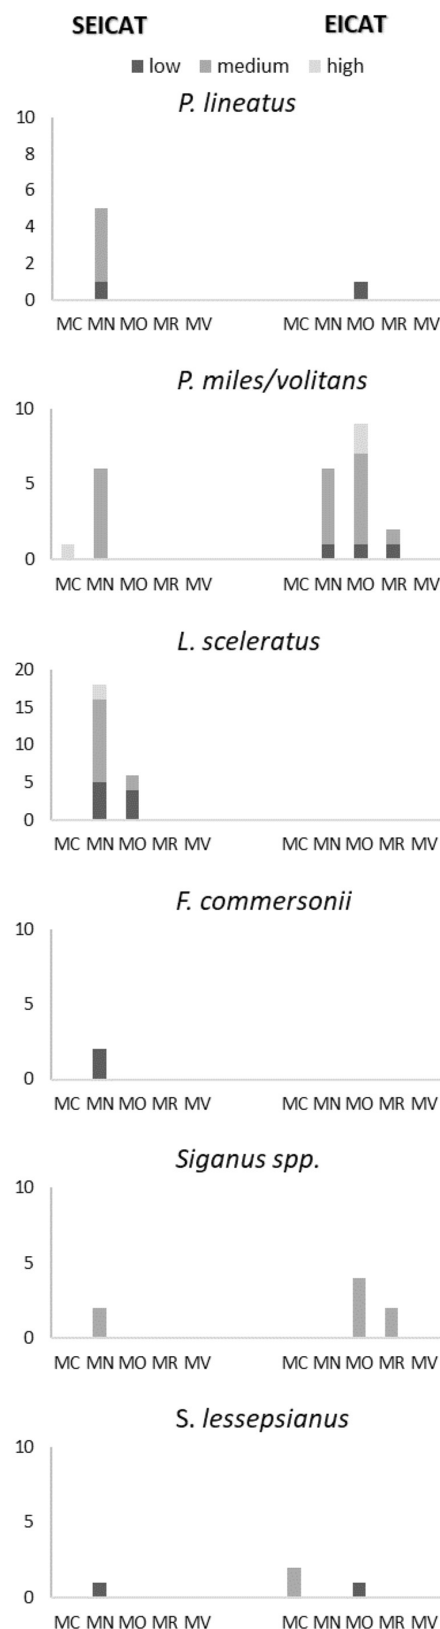 SEICAT EICAT
low medium high
P. lineatus
10
8
6
4
2
0
MC MN MO MR MV MC MN MO MR MV
P. miles/volitans
10
5
0
MC MN MO MR MV MC MN MO MR MV
L. sceleratus
20
15
10
5
0
MC MN MO MR MV MC MN MO MR MV
F. commersonii
10
5
0
MC MN MO MR MV MC MN MO MR MV
Siganus spp.
10
5
0
MC MN MO MR MV MC MN MO MR MV
S. lessepsianus
10
5
0
MC MN MO MR MV MC MN MO MR MV